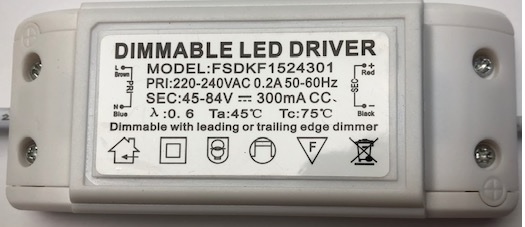 DIMMABLE LED DRIVER
MODEL:FSDKF1524301
PRI:220-240VAC 0.2A 50-60Hz
SEC:45-84V ⎓ 300mA CC、
λ:0.6 Ta:45℃ Tc:75℃
Dimmable with leading or trailing edge dimmer
L
Brown
PRI
N
Blue
+
Red
SEC
-
Black
F